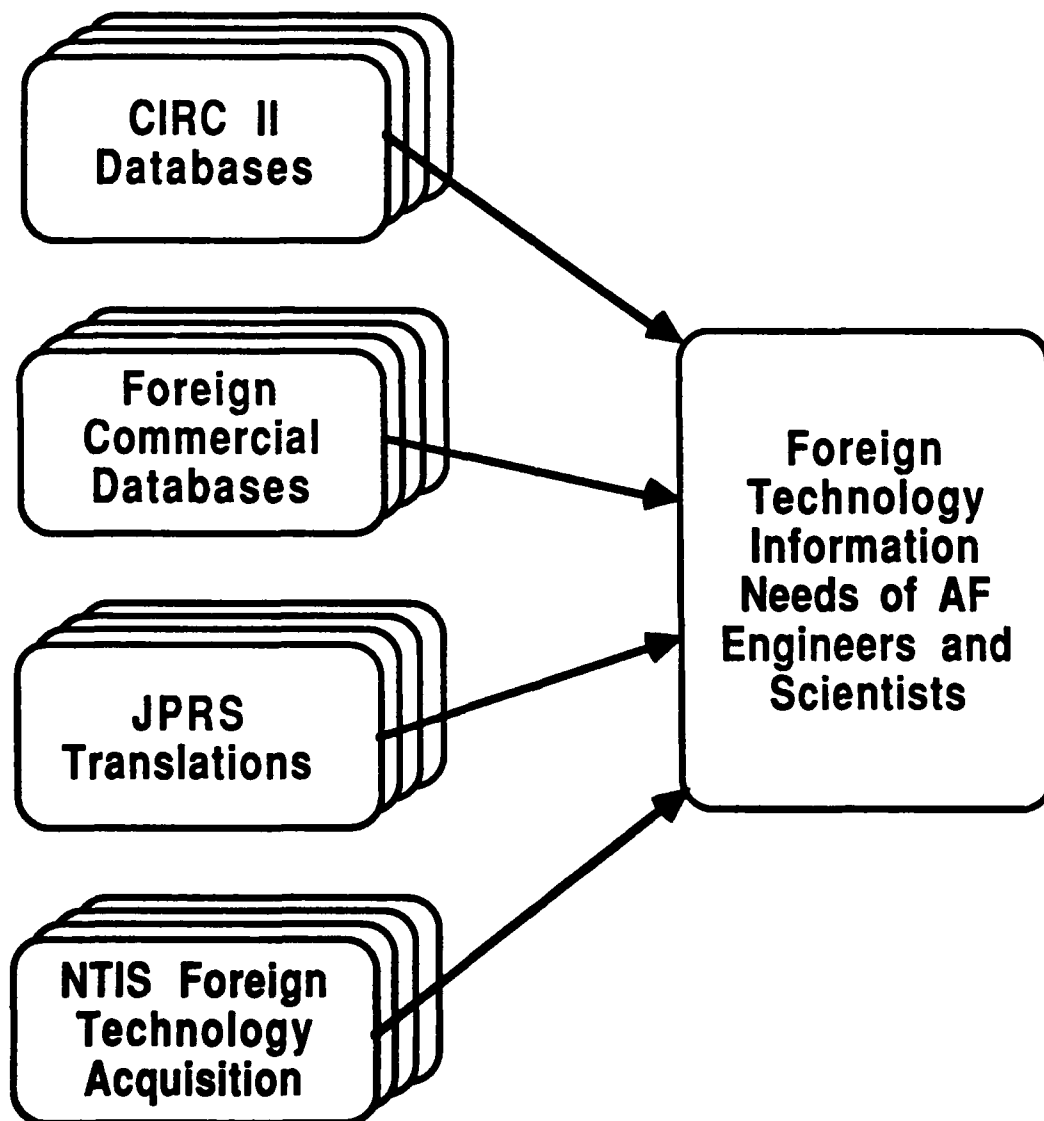 CIRC II
Databases
Foreign
Commercial
Databases
JPRS
Translations
NTIS Foreign
Technology
Acquisition
Foreign
Technology
Information
Needs of AF
Engineers and
Scientists